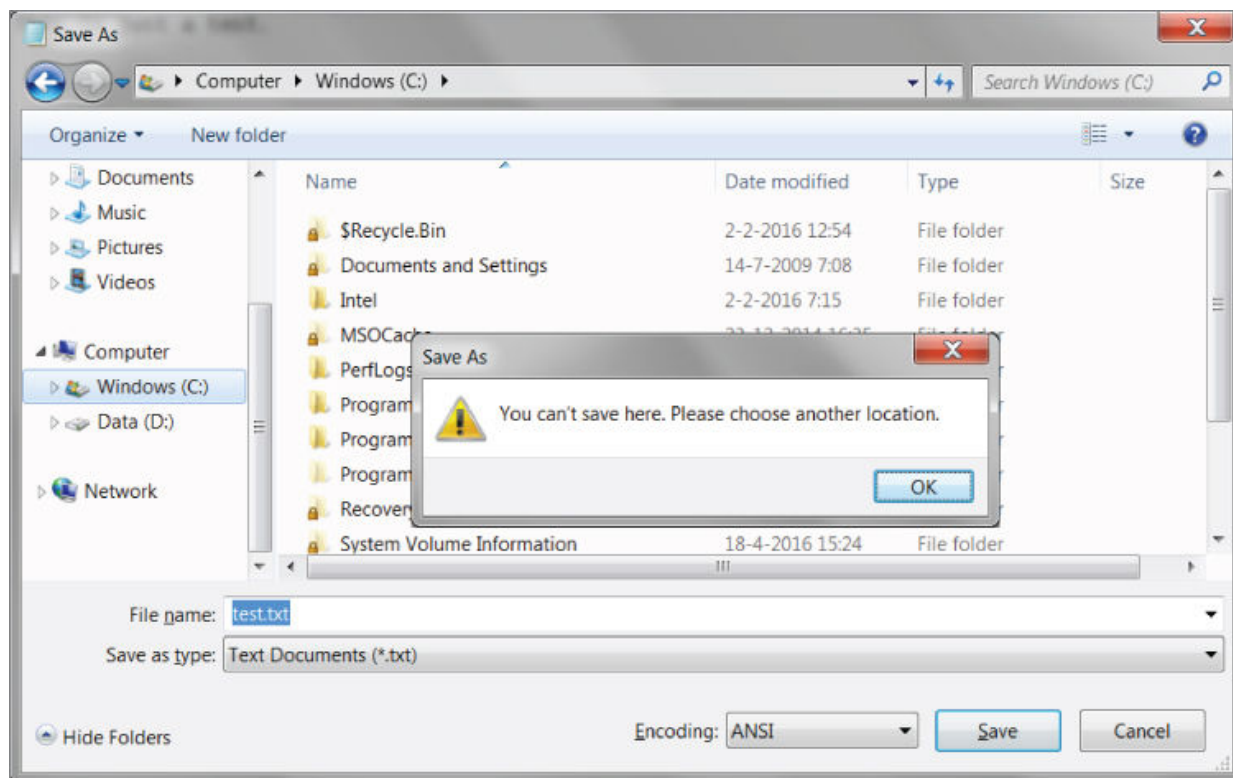 Save As
Computer ▸ Windows (C:) ▸
Search Windows (C:)
Organize New folder
Documents
Music
Pictures
Videos
Computer
Windows (C:)
Data (D:)
Network
Name Date modified Type Size
$Recycle.Bin 2-2-2016 12:54 File folder
Documents and Settings 14-7-2009 7:08 File folder
Intel 2-2-2016 7:15 File folder
MSOCache
PerfLogs
Program
Program
Program
Recovery
System Volume Information 18-4-2016 15:24 File folder
Save As
You can't save here. Please choose another location.
OK
File name: test.txt
Save as type: Text Documents (*.txt)
Hide Folders
Encoding: ANSI
Save
Cancel